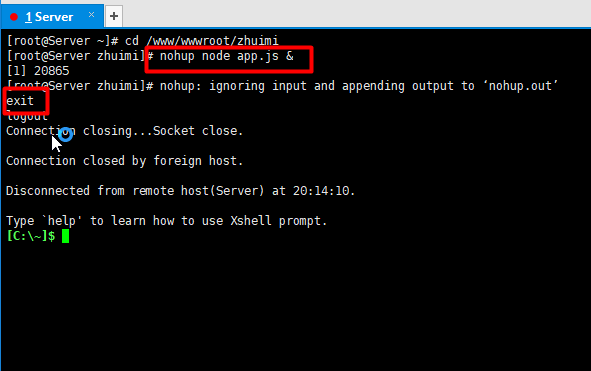 1 Server × +
[root@Server ~]# cd /www/wwwroot/zhuimi
[root@Server zhuimi]# nohup node app.js &
[1] 20865
[root@Server zhuimi]# nohup: ignoring input and appending output to ‘nohup.out’
exit
logout
Connection closing...Socket close.
Connection closed by foreign host.
Disconnected from remote host(Server) at 20:14:10.
Type `help' to learn how to use Xshell prompt.
[C:\~]$